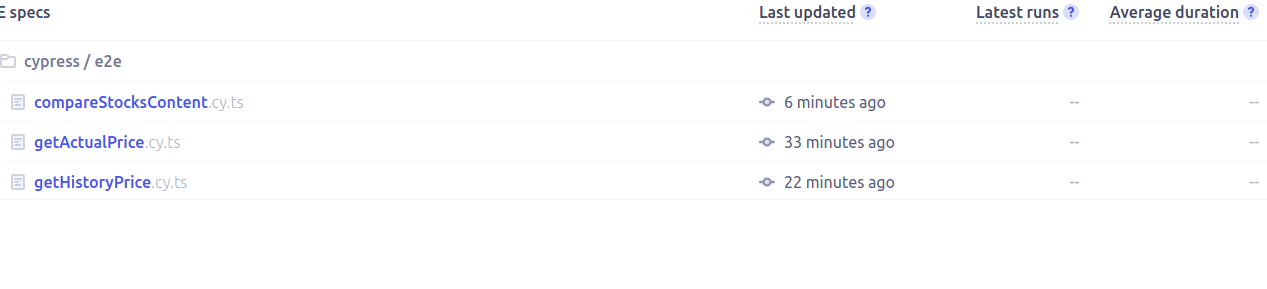 E specs Last updated ? Latest runs ? Average duration ?
cypress / e2e
compareStocksContent.cy.ts 6 minutes ago -- --
getActualPrice.cy.ts 33 minutes ago -- --
getHistoryPrice.cy.ts 22 minutes ago -- --